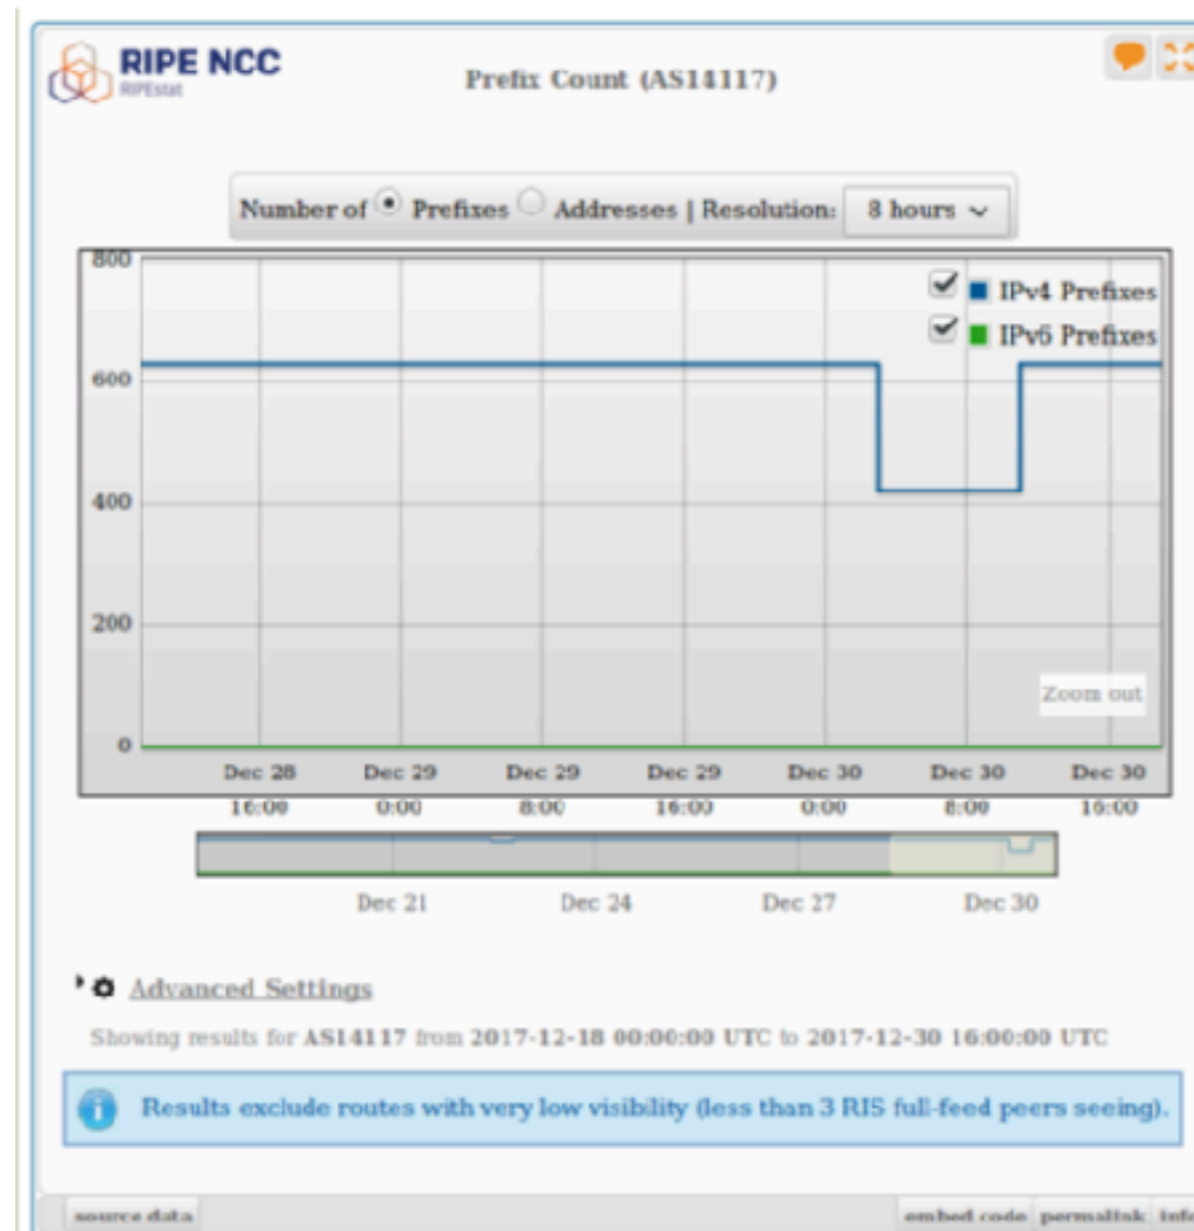 RIPE NCC
RIPEstat
Prefix Count (AS14117)
Number of Prefixes Addresses | Resolution: 8 hours
800
600
400
200
0
IPv4 Prefixes
IPv6 Prefixes
Zoom out
Dec 28 Dec 29 Dec 29 Dec 29 Dec 30 Dec 30 Dec 30
16:00 0:00 8:00 16:00 0:00 8:00 16:00
Dec 21 Dec 24 Dec 27 Dec 30
Advanced Settings
Showing results for AS14117 from 2017-12-18 00:00:00 UTC to 2017-12-30 16:00:00 UTC
Results exclude routes with very low visibility (less than 3 RIS full-feed peers seeing).
source data embed code permalink info